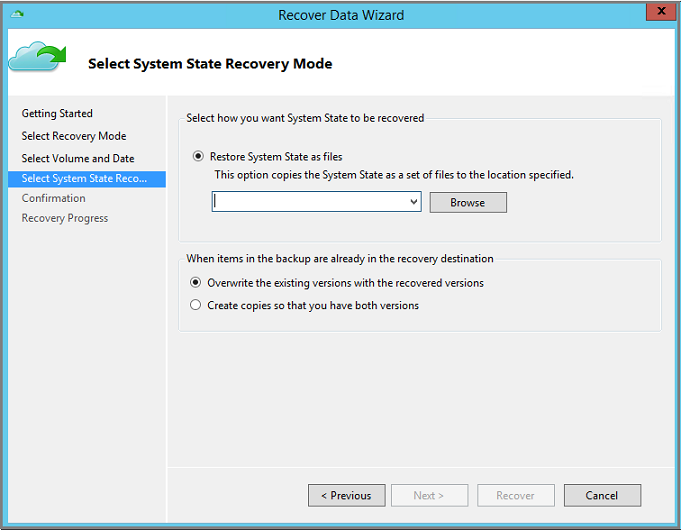 Recover Data Wizard
x
Select System State Recovery Mode
Getting Started
Select Recovery Mode
Select Volume and Date
Select System State Reco...
Confirmation
Recovery Progress
Select how you want System State to be recovered
Restore System State as files
This option copies the System State as a set of files to the location specified.
Browse
When items in the backup are already in the recovery destination
Overwrite the existing versions with the recovered versions
Create copies so that you have both versions
< Previous
Next >
Recover
Cancel